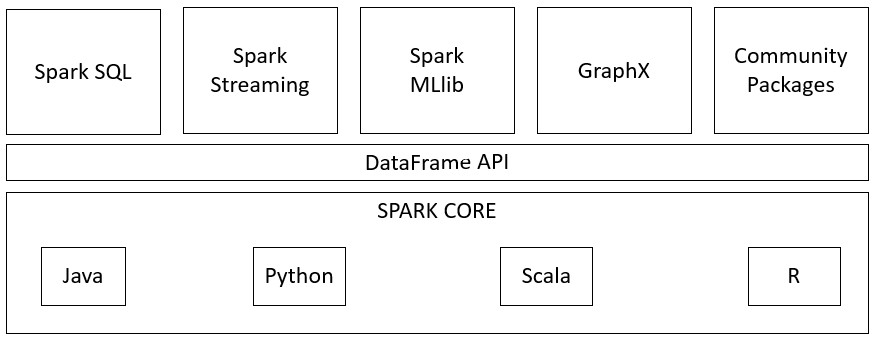 Spark SQL
Spark
Streaming
Spark
MLlib
GraphX
Community
Packages
DataFrame API
SPARK CORE
Java
Python
Scala
R